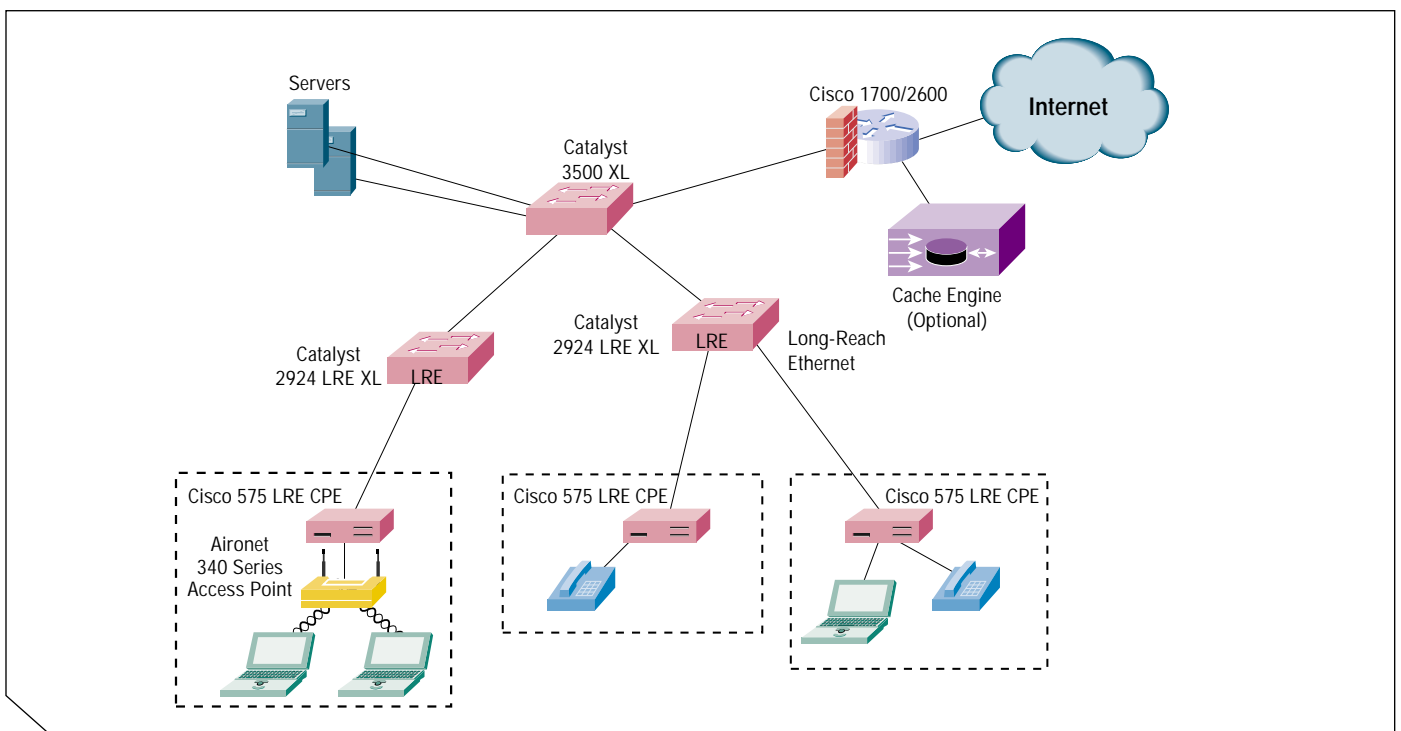 Servers
Cisco 1700/2600
Internet
Catalyst
3500 XL
Cache Engine
(Optional)
Catalyst
2924 LRE XL
LRE
Long-Reach
Ethernet
Catalyst
2924 LRE XL
LRE
Cisco 575 LRE CPE
Aironet
340 Series
Access Point
Cisco 575 LRE CPE
Cisco 575 LRE CPE